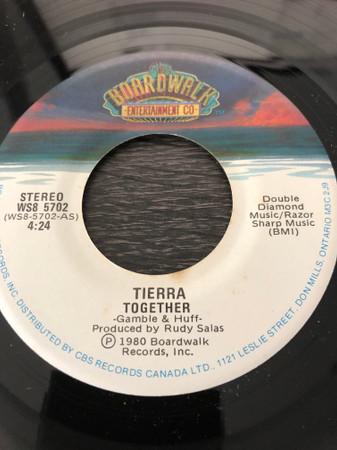 BOARDWALK
ENTERTAINMENT CO
STEREO
WS8 5702
(WS8-5702-AS)
4:24
Double
Diamond
Music/Razor
Sharp Music
(BMI)
TIERRA
TOGETHER
-Gamble & Huff-
Produced by Rudy Salas
Ⓟ 1980 Boardwalk
Records, Inc.
RECORDS, INC. DISTRIBUTED BY CBS RECORDS CANADA LTD., 1121 LESLIE STREET, DON MILLS, ONTARIO M3C 2J9